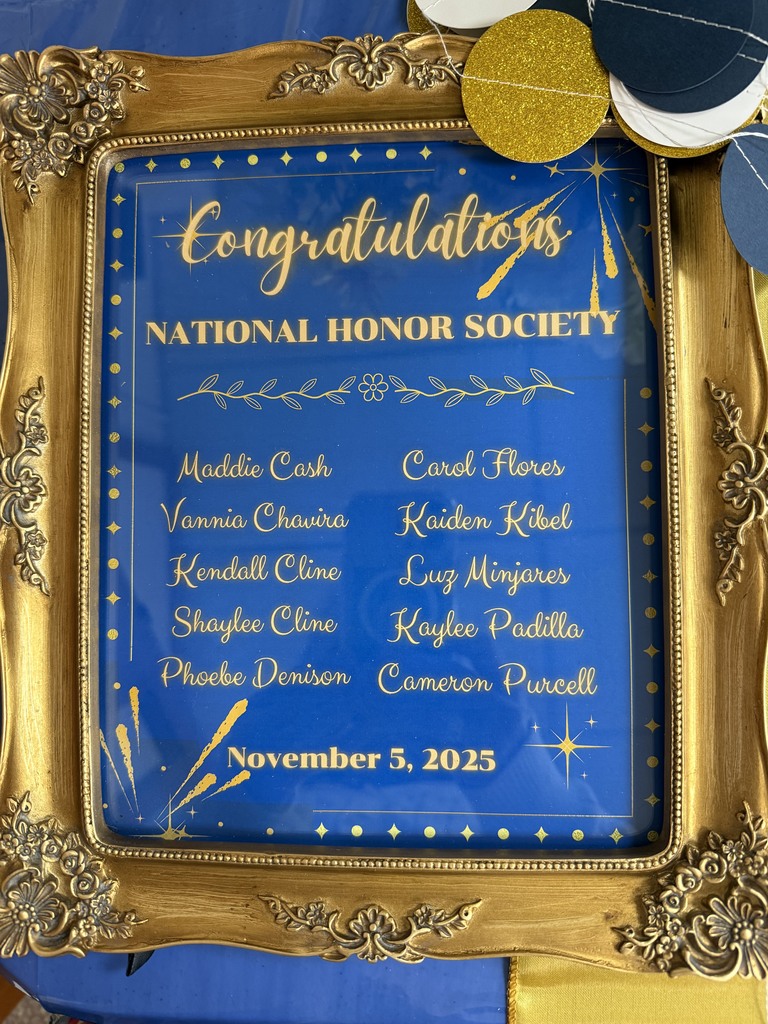 Congratulations
NATIONAL HONOR SOCIETY
Maddie Cash
Vannia Chavira
Kendall Cline
Shaylee Cline
Phoebe Denison
Carol Flores
Kaiden Kibel
Luz Minjares
Kaylee Padilla
Cameron Purcell
November 5, 2025